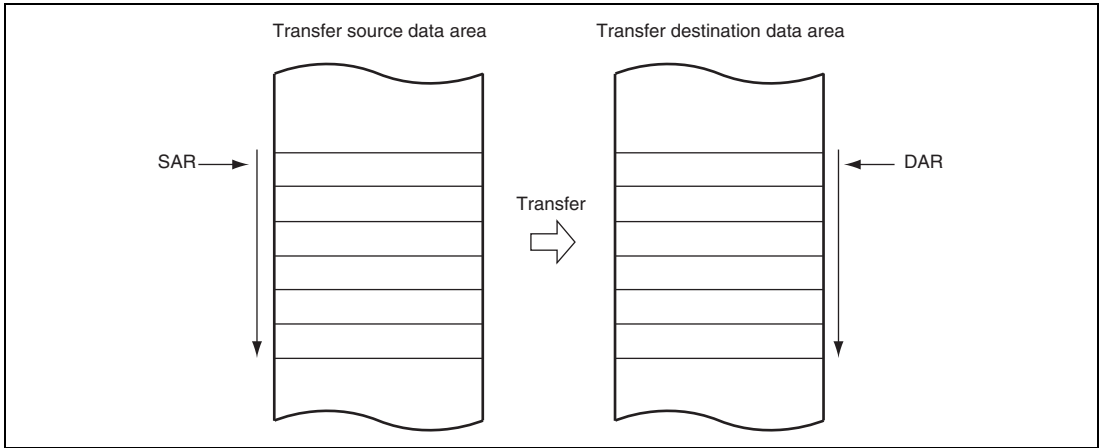 Transfer source data area
Transfer destination data area
SAR
DAR
Transfer